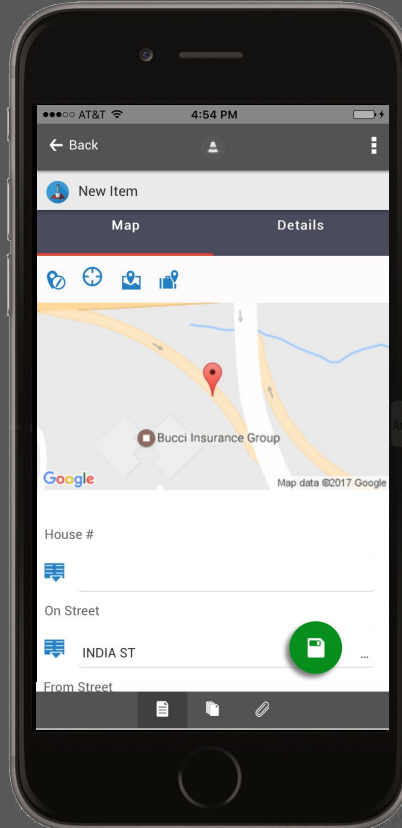 AT&T
4:54 PM
Back
New Item
Map
Details
Bucci Insurance Group
Google
Map data ©2017 Google
House #
On Street
INDIA ST
...
From Street